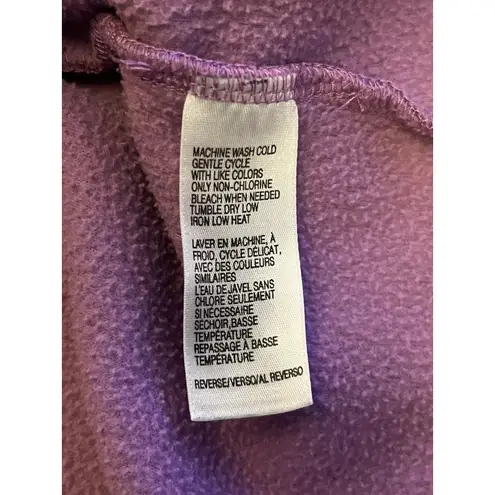 MACHINE WASH COLD
GENTLE CYCLE
WITH LIKE COLORS
ONLY NON-CHLORINE
BLEACH WHEN NEEDED
TUMBLE DRY LOW
IRON LOW HEAT
LAVER EN MACHINE, À
FROID, CYCLE DÉLICAT,
AVEC DES COULEURS
SIMILAIRES
L'EAU DE JAVEL SANS
CHLORE SEULEMENT
SI NÉCESSAIRE
SÉCHOIR,BASSE
TEMPÉRATURE
REPASSAGE À BASSE
TEMPÉRATURE
REVERSE/VERSO/AL REVERSO